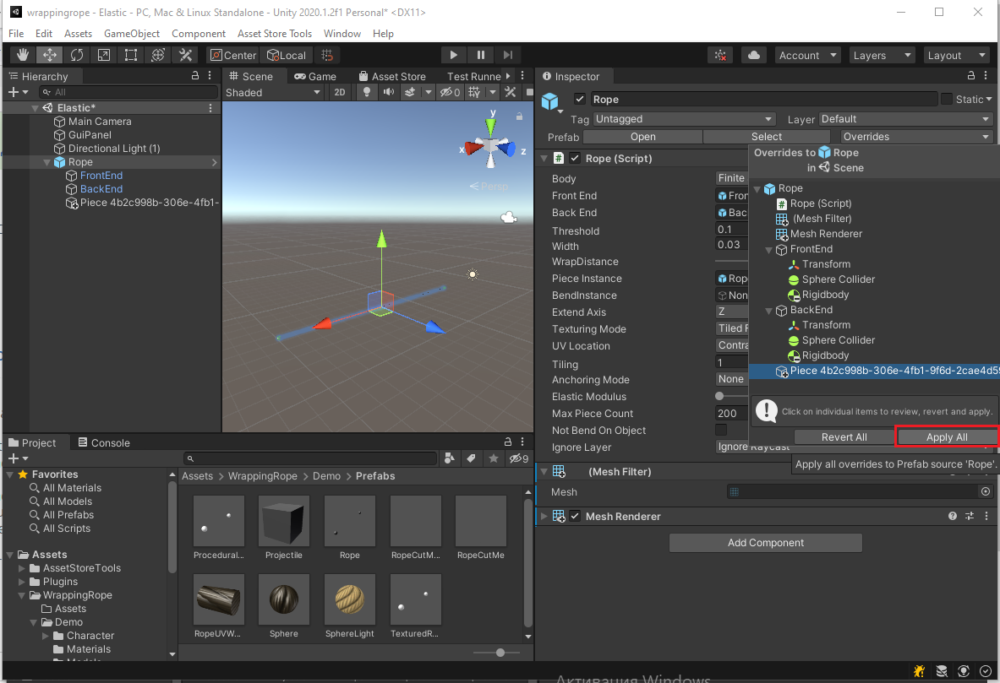 wrappingrope - Elastic - PC, Mac & Linux Standalone - Unity 2020.1.2f1 Personal* <DX11>
File Edit Assets GameObject Component Asset Store Tools Window Help
Center Local Account Layers Layout
Hierarchy
All
Elastic*
Main Camera
GuiPanel
Directional Light (1)
Rope
FrontEnd
BackEnd
Piece 4b2c998b-306e-4fb1-
Scene Game Asset Store Test Runne
Shaded 2D 0
y
x z
Persp
Inspector
Rope Static
Tag Untagged Layer Default
Prefab Open Select Overrides
Rope (Script)
Body Finite
Front End Fron
Back End Bac
Threshold 0.1
Width 0.03
WrapDistance
Piece Instance Rop
BendInstance Non
Extend Axis Z
Texturing Mode Tiled F
UV Location Contra
Tiling 1
Anchoring Mode None
Elastic Modulus
Max Piece Count 200
Not Bend On Object
Ignore Layer Ignore Raycast
Overrides to Rope
in Scene
Rope
Rope (Script)
(Mesh Filter)
Mesh Renderer
FrontEnd
Transform
Sphere Collider
Rigidbody
BackEnd
Transform
Sphere Collider
Rigidbody
Piece 4b2c998b-306e-4fb1-9f6d-2cae4d59
Click on individual items to review, revert and apply.
Revert All Apply All
Apply all overrides to Prefab source 'Rope'.
(Mesh Filter)
Mesh
Mesh Renderer
Add Component
Project Console
9
Favorites
All Materials
All Models
All Prefabs
All Scripts
Assets
AssetStoreTools
Plugins
WrappingRope
Assets
Demo
Character
Materials
Models
Assets > WrappingRope > Demo > Prefabs
Procedural... Projectile Rope RopeCutM... RopeCutMe
RopeUVW... Sphere SphereLight TexturedR...
Активация Windows